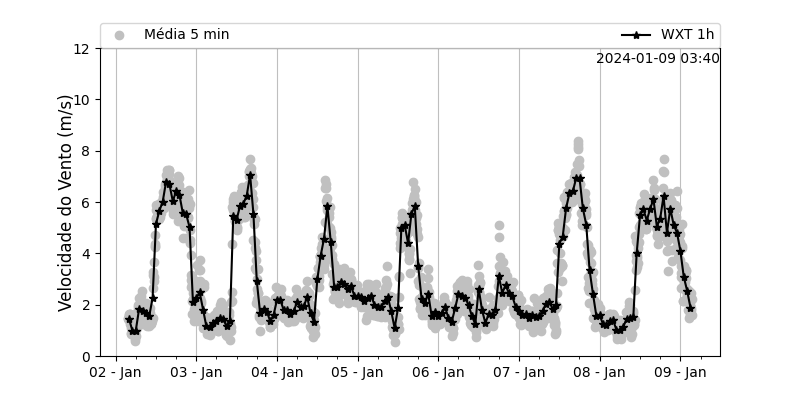 Média 5 min
WXT 1h
2024-01-09 03:40
Velocidade do Vento (m/s)
12
10
8
6
4
2
0
02 - Jan
03 - Jan
04 - Jan
05 - Jan
06 - Jan
07 - Jan
08 - Jan
09 - Jan